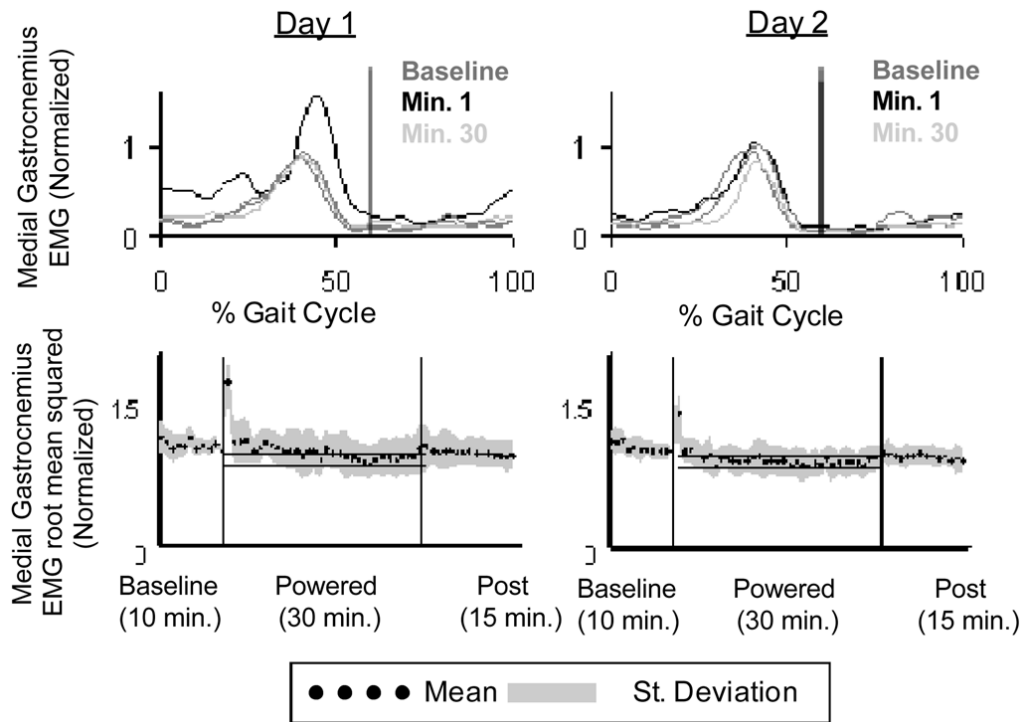 Day 1
Day 2
Medial Gastrocnemius
EMG (Normalized)
Baseline
Min. 1
Min. 30
Baseline
Min. 1
Min. 30
1
0
1
0
0
50
100
0
50
100
% Gait Cycle
% Gait Cycle
Medial Gastrocnemius
EMG root mean squared
(Normalized)
1.5
0
1.5
0
Baseline
(10 min.)
Powered
(30 min.)
Post
(15 min.)
Baseline
(10 min.)
Powered
(30 min.)
Post
(15 min.)
Mean
St. Deviation